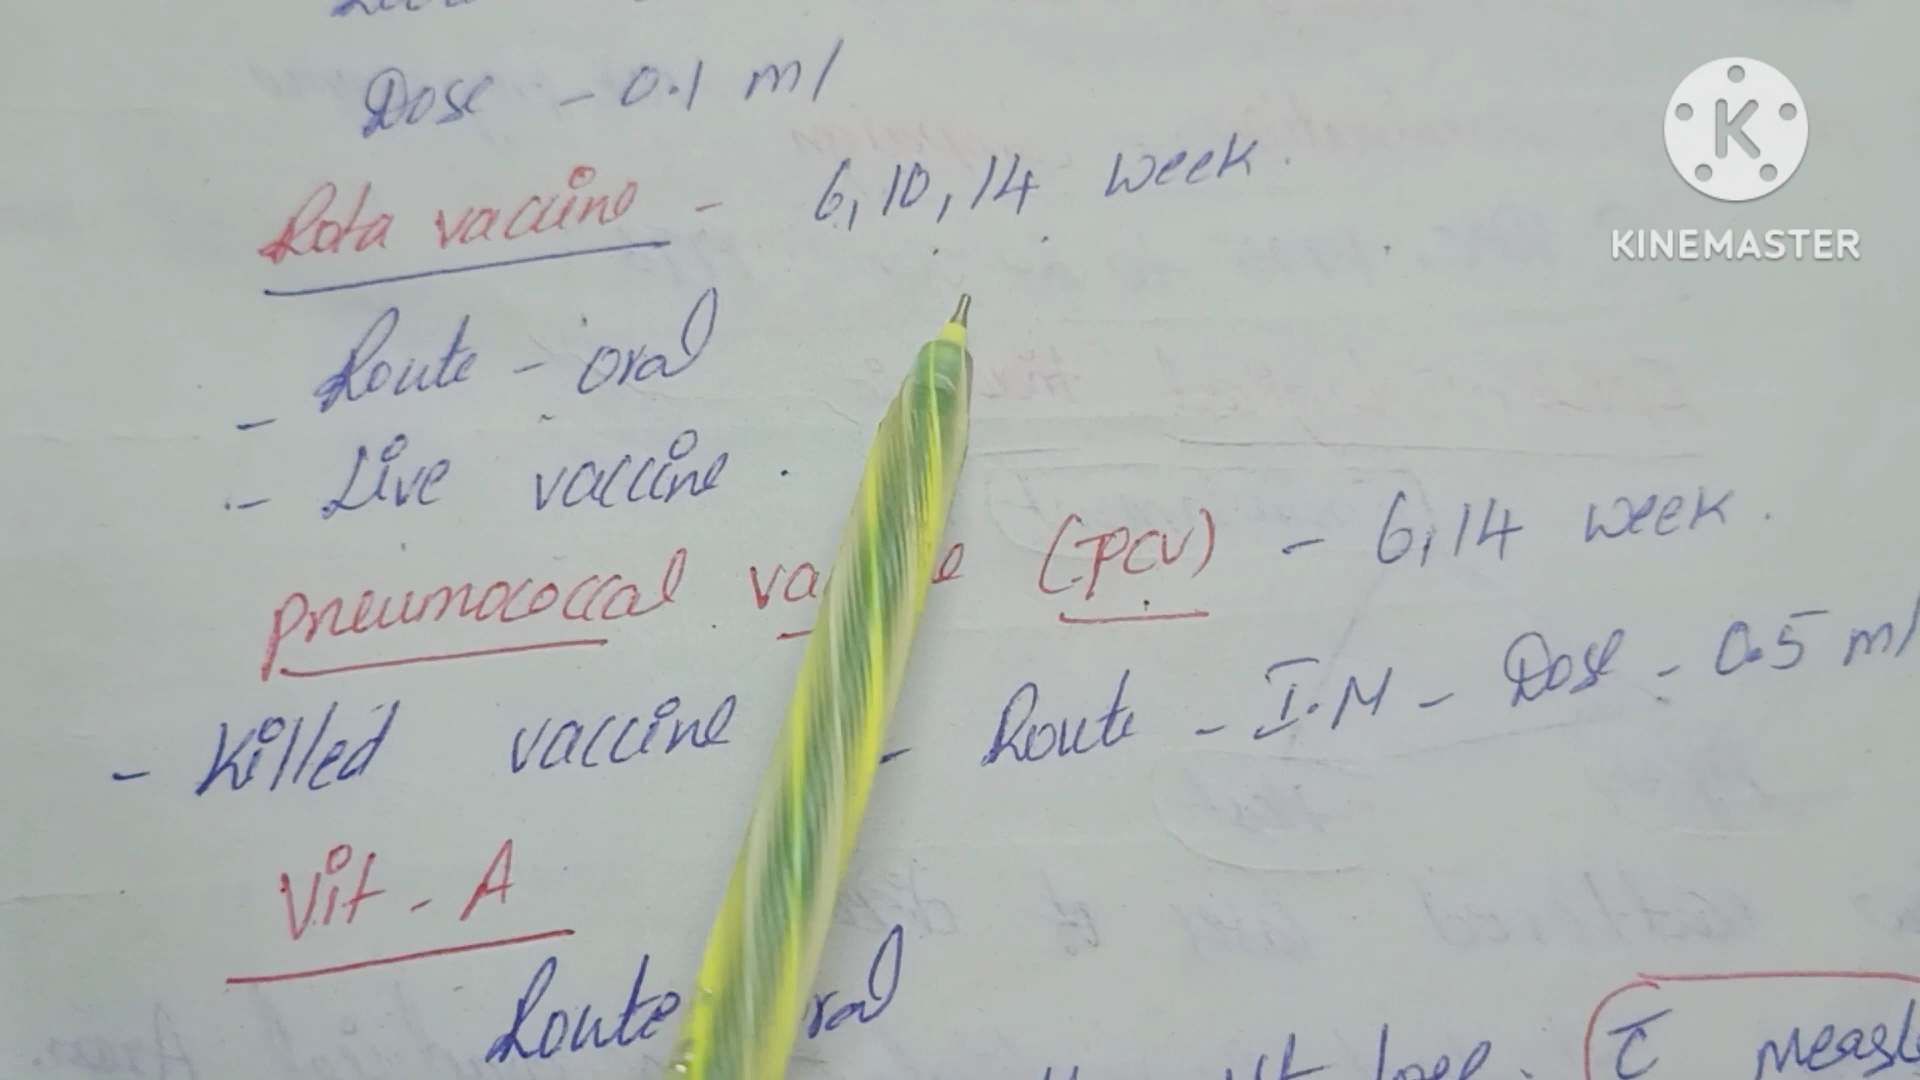 Dose - 0.1 ml
Rota vaccine - 6, 10, 14 week.
- Route - oral
- Live vaccine.
pneumococcal (PCV) - 6, 14 week.
- Killed vaccine - Route - I.M - Dose - 0.5 ml
Vit - A
Route
c̄
KINEMASTER